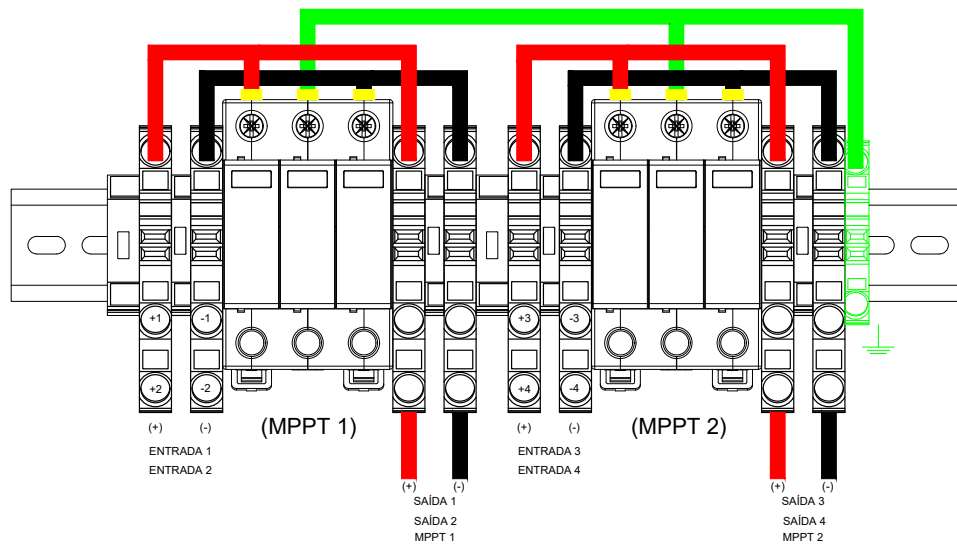 +1 -1 +3 -3
+2 -2 +4 -4
(+) (-) (MPPT 1) (+) (-) (MPPT 2)
ENTRADA 1 ENTRADA 3
ENTRADA 2 ENTRADA 4
(+) (-) (+) (-)
SAÍDA 1 SAÍDA 3
SAÍDA 2 SAÍDA 4
MPPT 1 MPPT 2